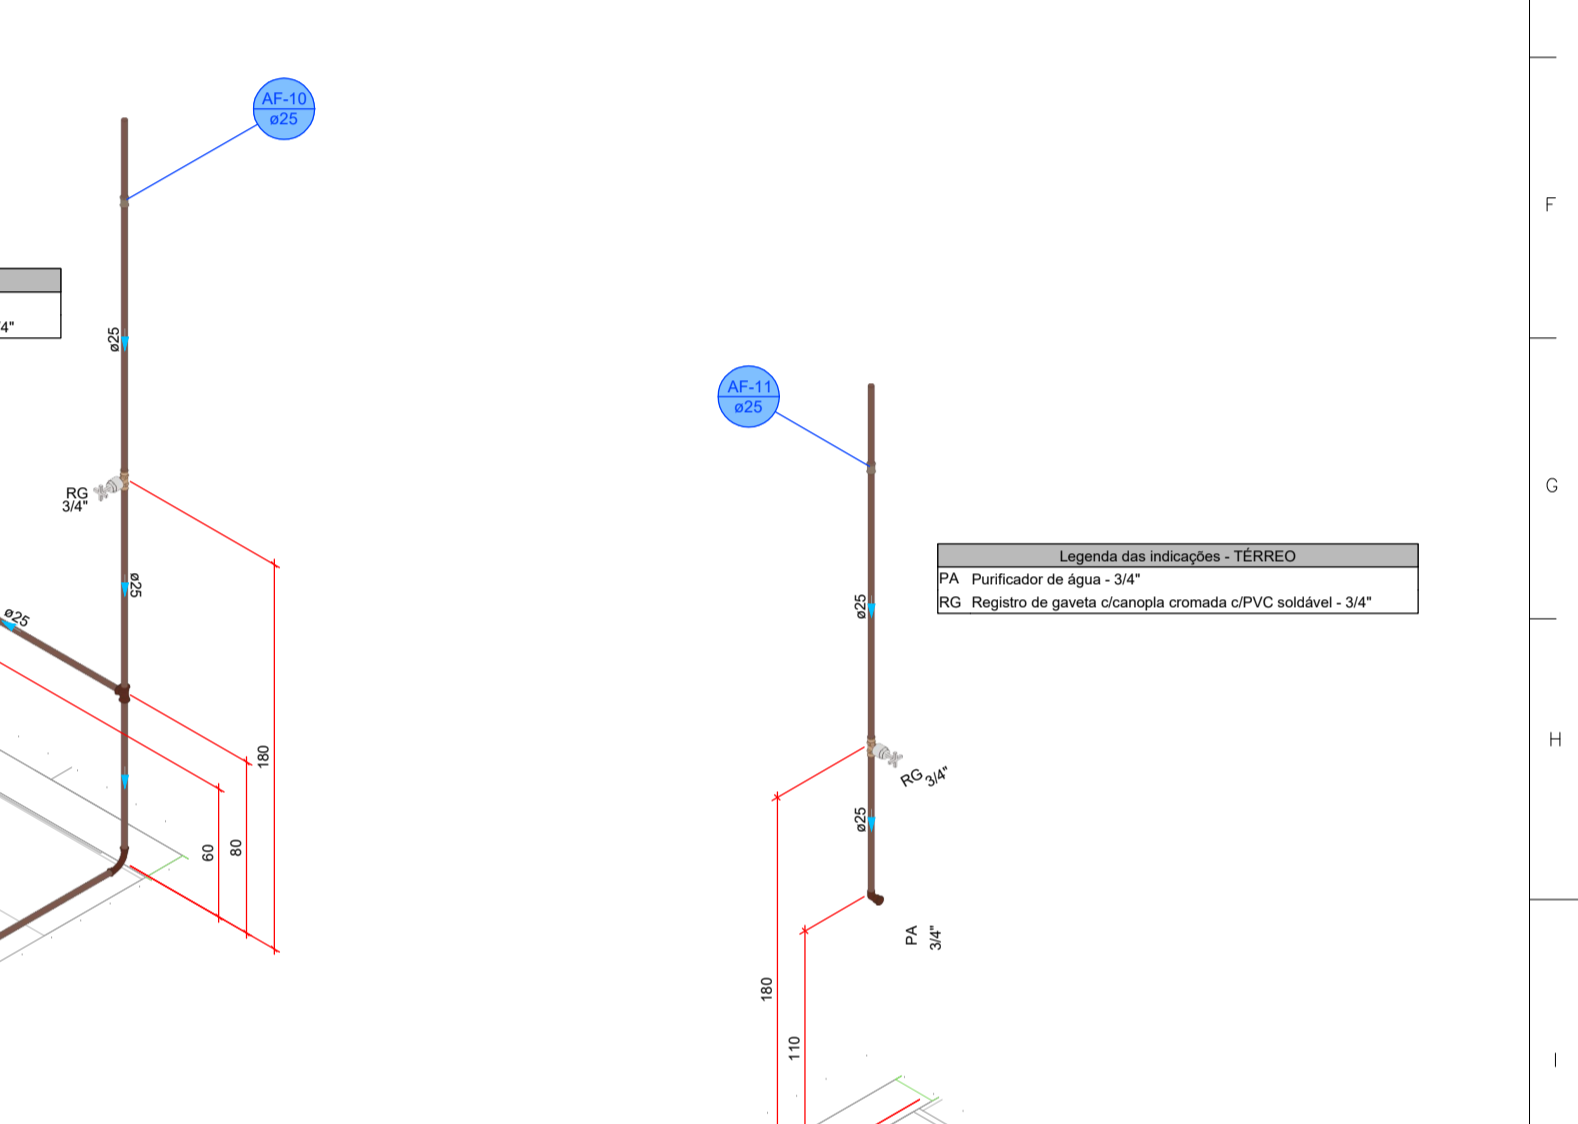 AF-10
ø25
F
4"
ø25
AF-11
ø25
RG
3/4"
G
Legenda das indicações - TÉRREO
PA Purificador de água - 3/4"
RG Registro de gaveta c/canopla cromada c/PVC soldável - 3/4"
ø25
ø25
ø25
H
180
RG 3/4"
ø25
60
80
PA
3/4"
180
110
I